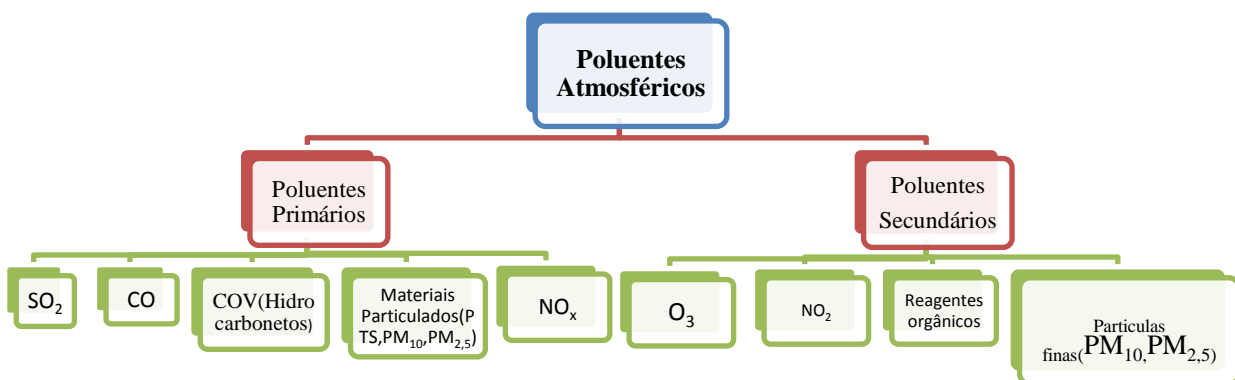 Poluentes
Atmosféricos
Poluentes
Primários
Poluentes
Secundários
SO₂
CO
COV(Hidro
carbonetos)
Materiais
Particulados(P
TS,PM₁₀,PM₂,₅)
NOₓ
O₃
NO₂
Reagentes
orgânicos
Particulas
finas(PM₁₀,PM₂,₅)